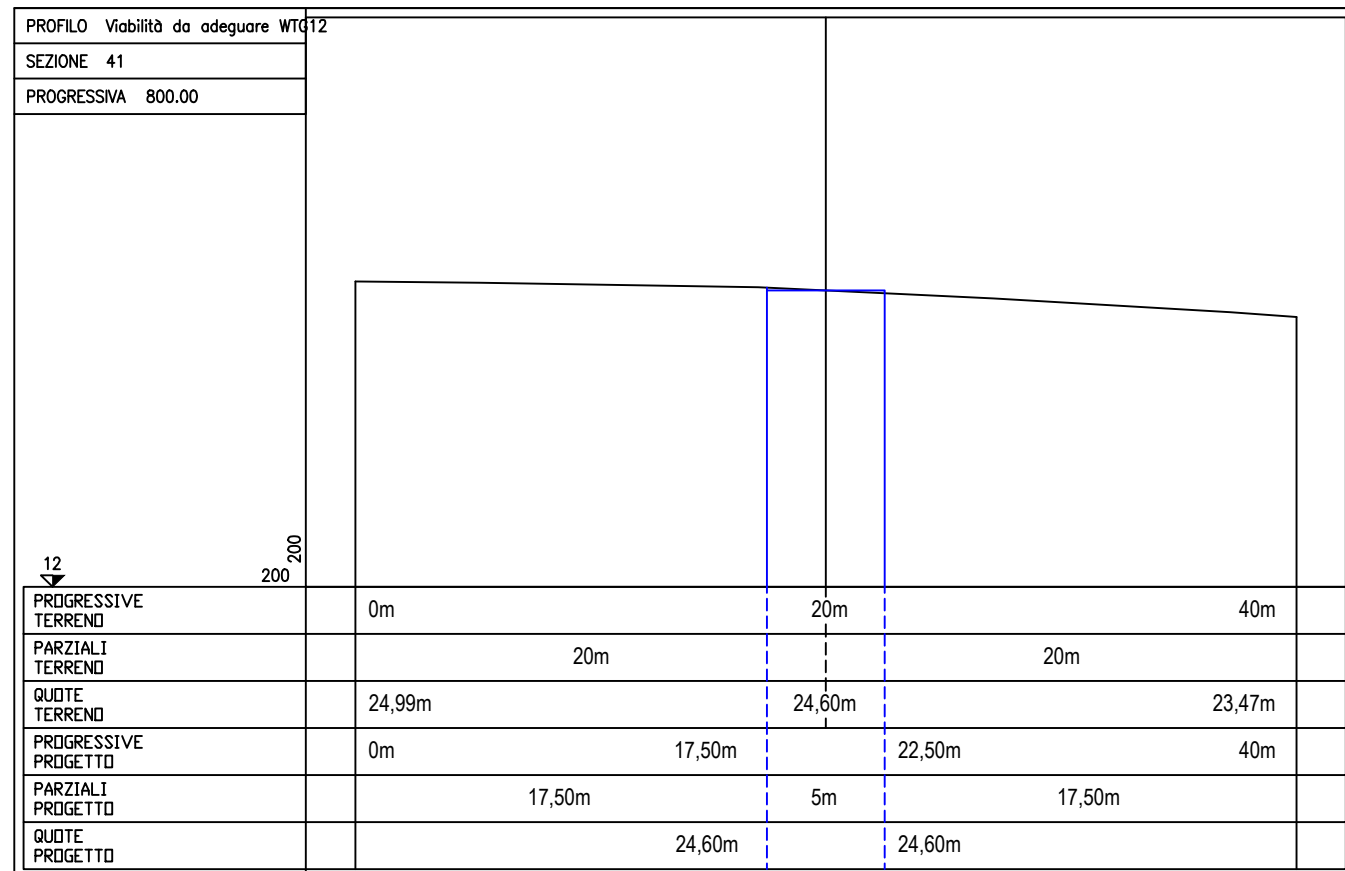 PROFILO Viabilità da adeguare WTG12
SEZIONE 41
PROGRESSIVA 800.00
12
200
200
PROGRESSIVE
TERRENO
0m 20m 40m
PARZIALI
TERRENO
20m 20m
QUOTE
TERRENO
24,99m 24,60m 23,47m
PROGRESSIVE
PROGETTO
0m 17,50m 22,50m 40m
PARZIALI
PROGETTO
17,50m 5m 17,50m
QUOTE
PROGETTO
24,60m 24,60m